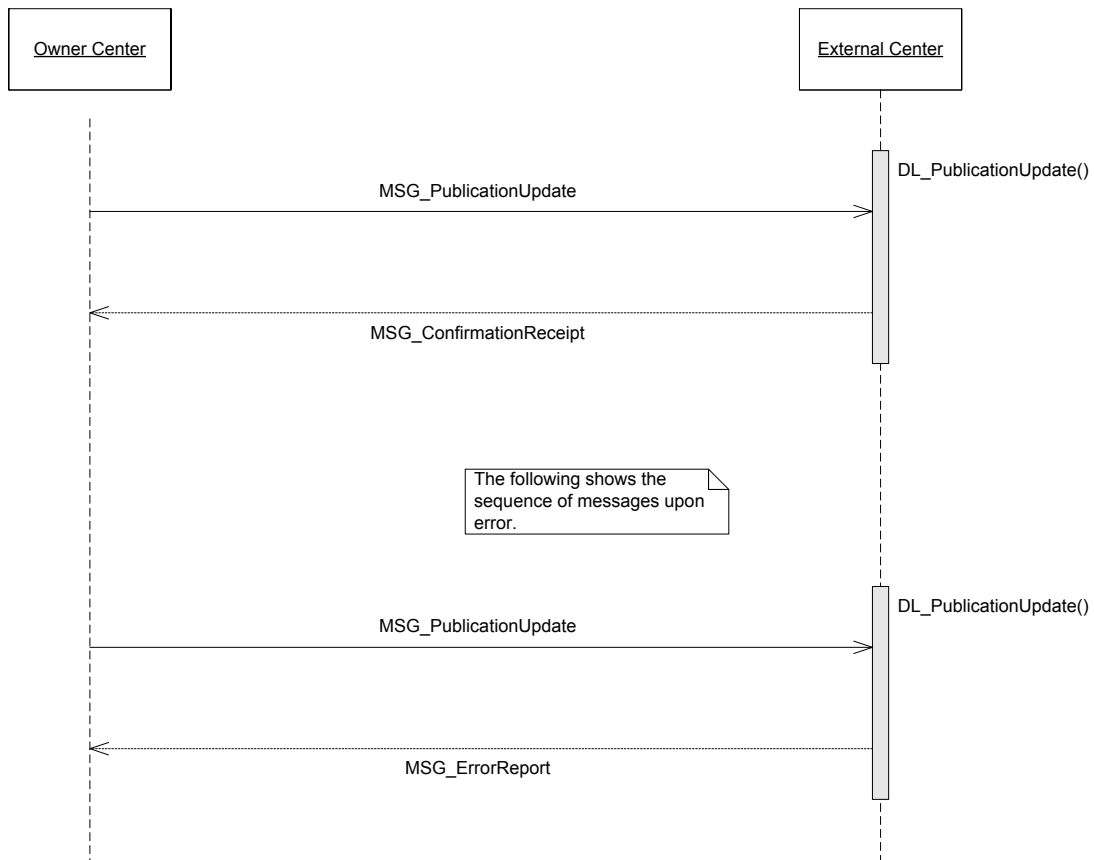 Owner Center
External Center
DL_PublicationUpdate()
MSG_PublicationUpdate
MSG_ConfirmationReceipt
The following shows the
sequence of messages upon
error.
DL_PublicationUpdate()
MSG_PublicationUpdate
MSG_ErrorReport